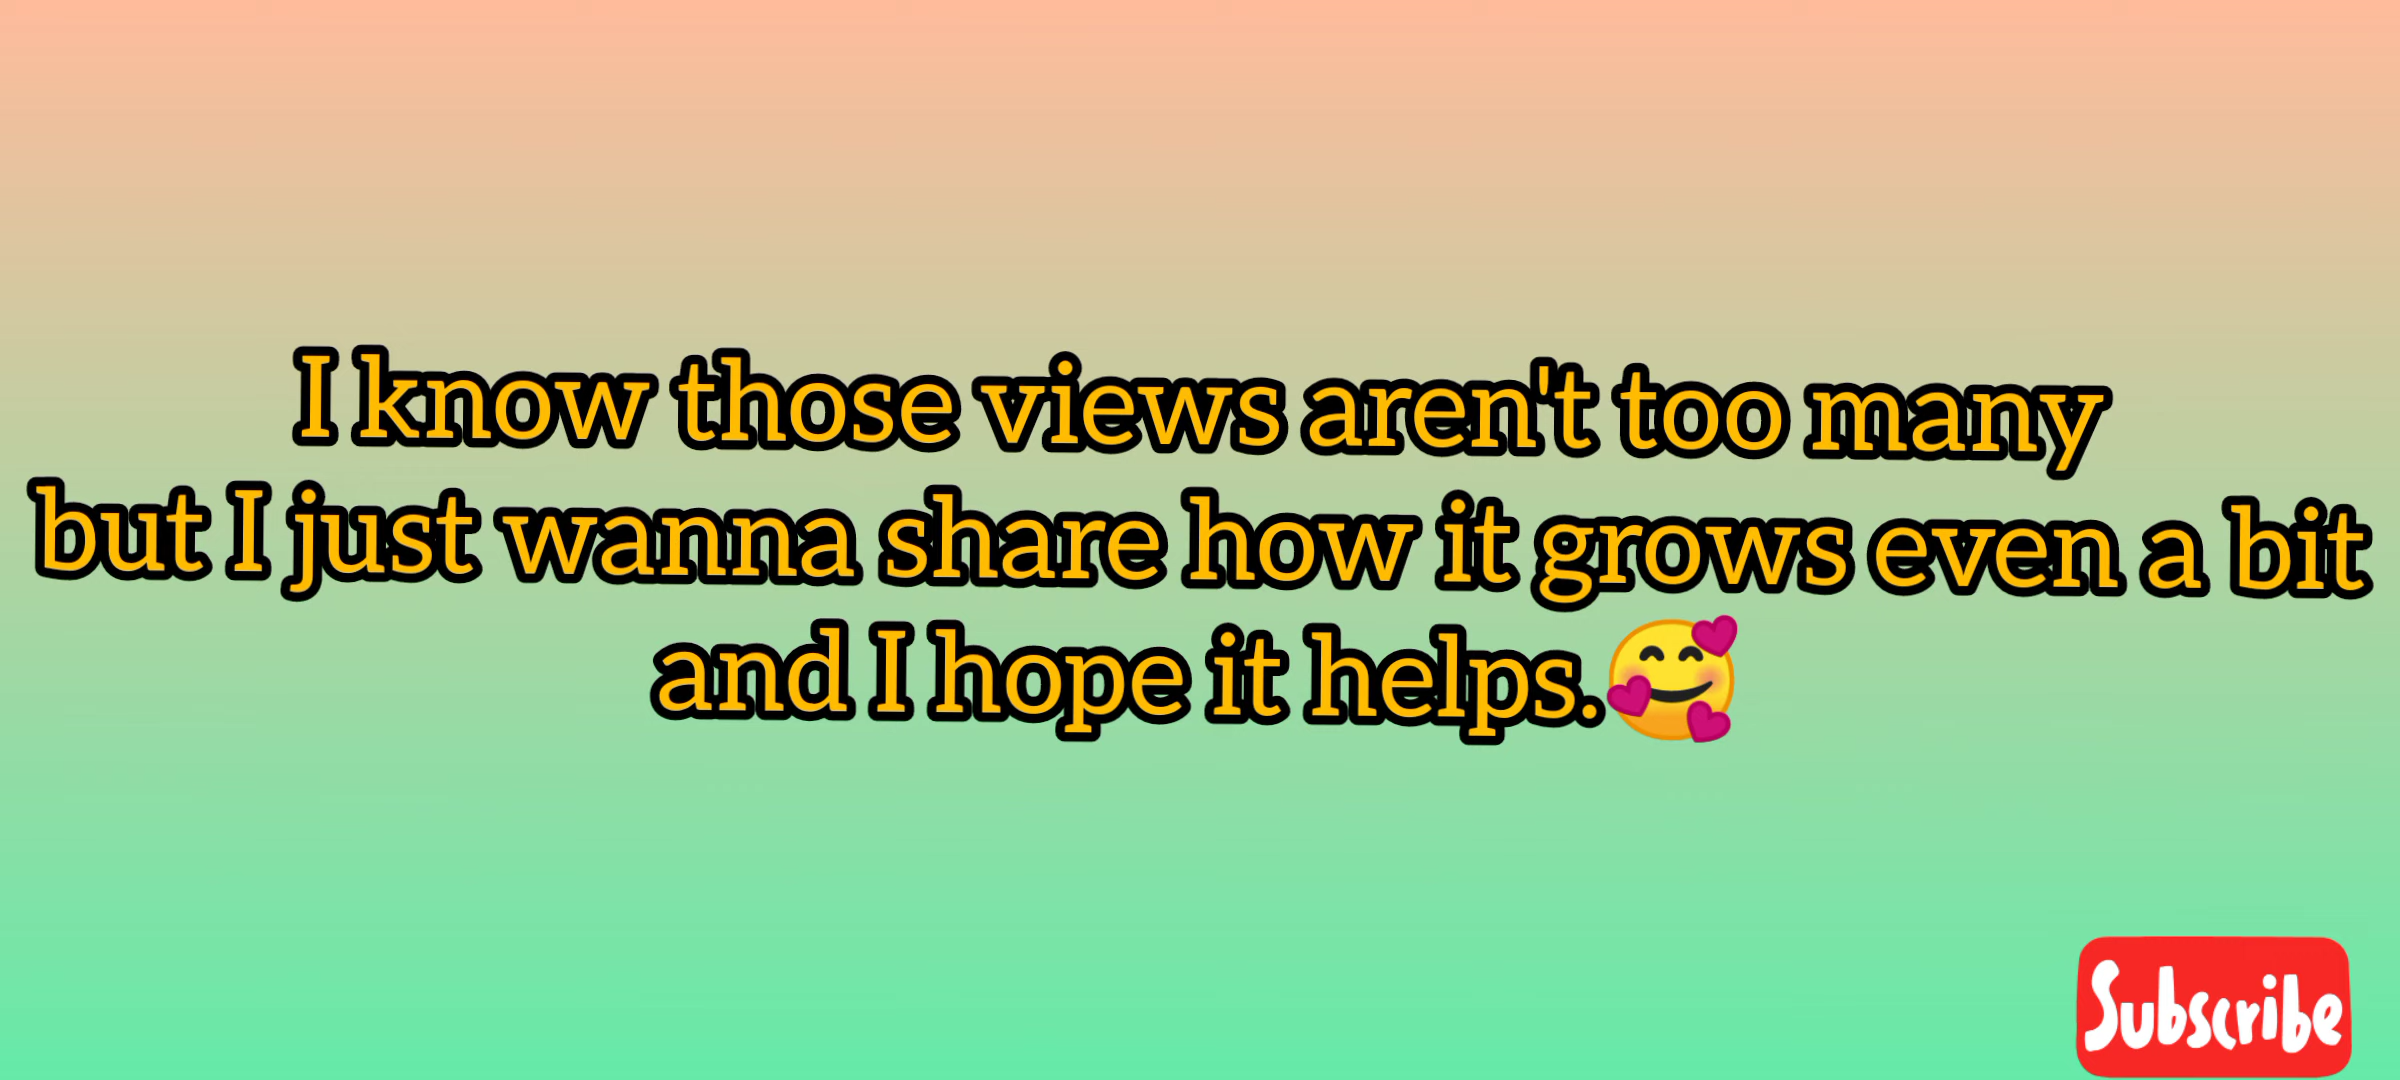 I know those views aren't too many
but I just wanna share how it grows even a bit
and I hope it helps.🥰
Subscribe